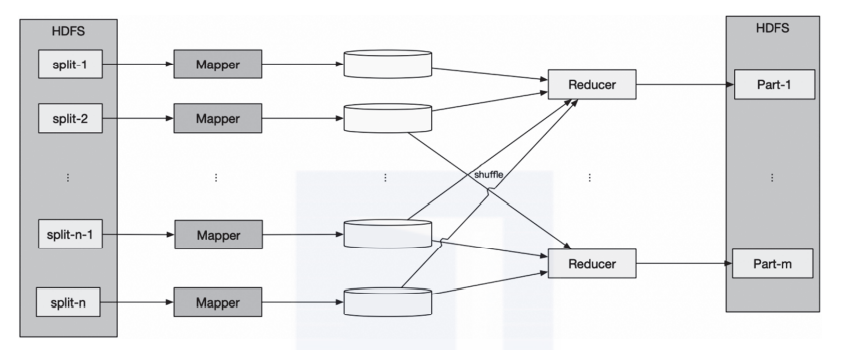 HDFS
HDFS
split-1
Mapper
Reducer
Part-1
split-2
Mapper
⋮
⋮
⋮
shuffle
⋮
⋮
split-n-1
Mapper
Reducer
Part-m
split-n
Mapper